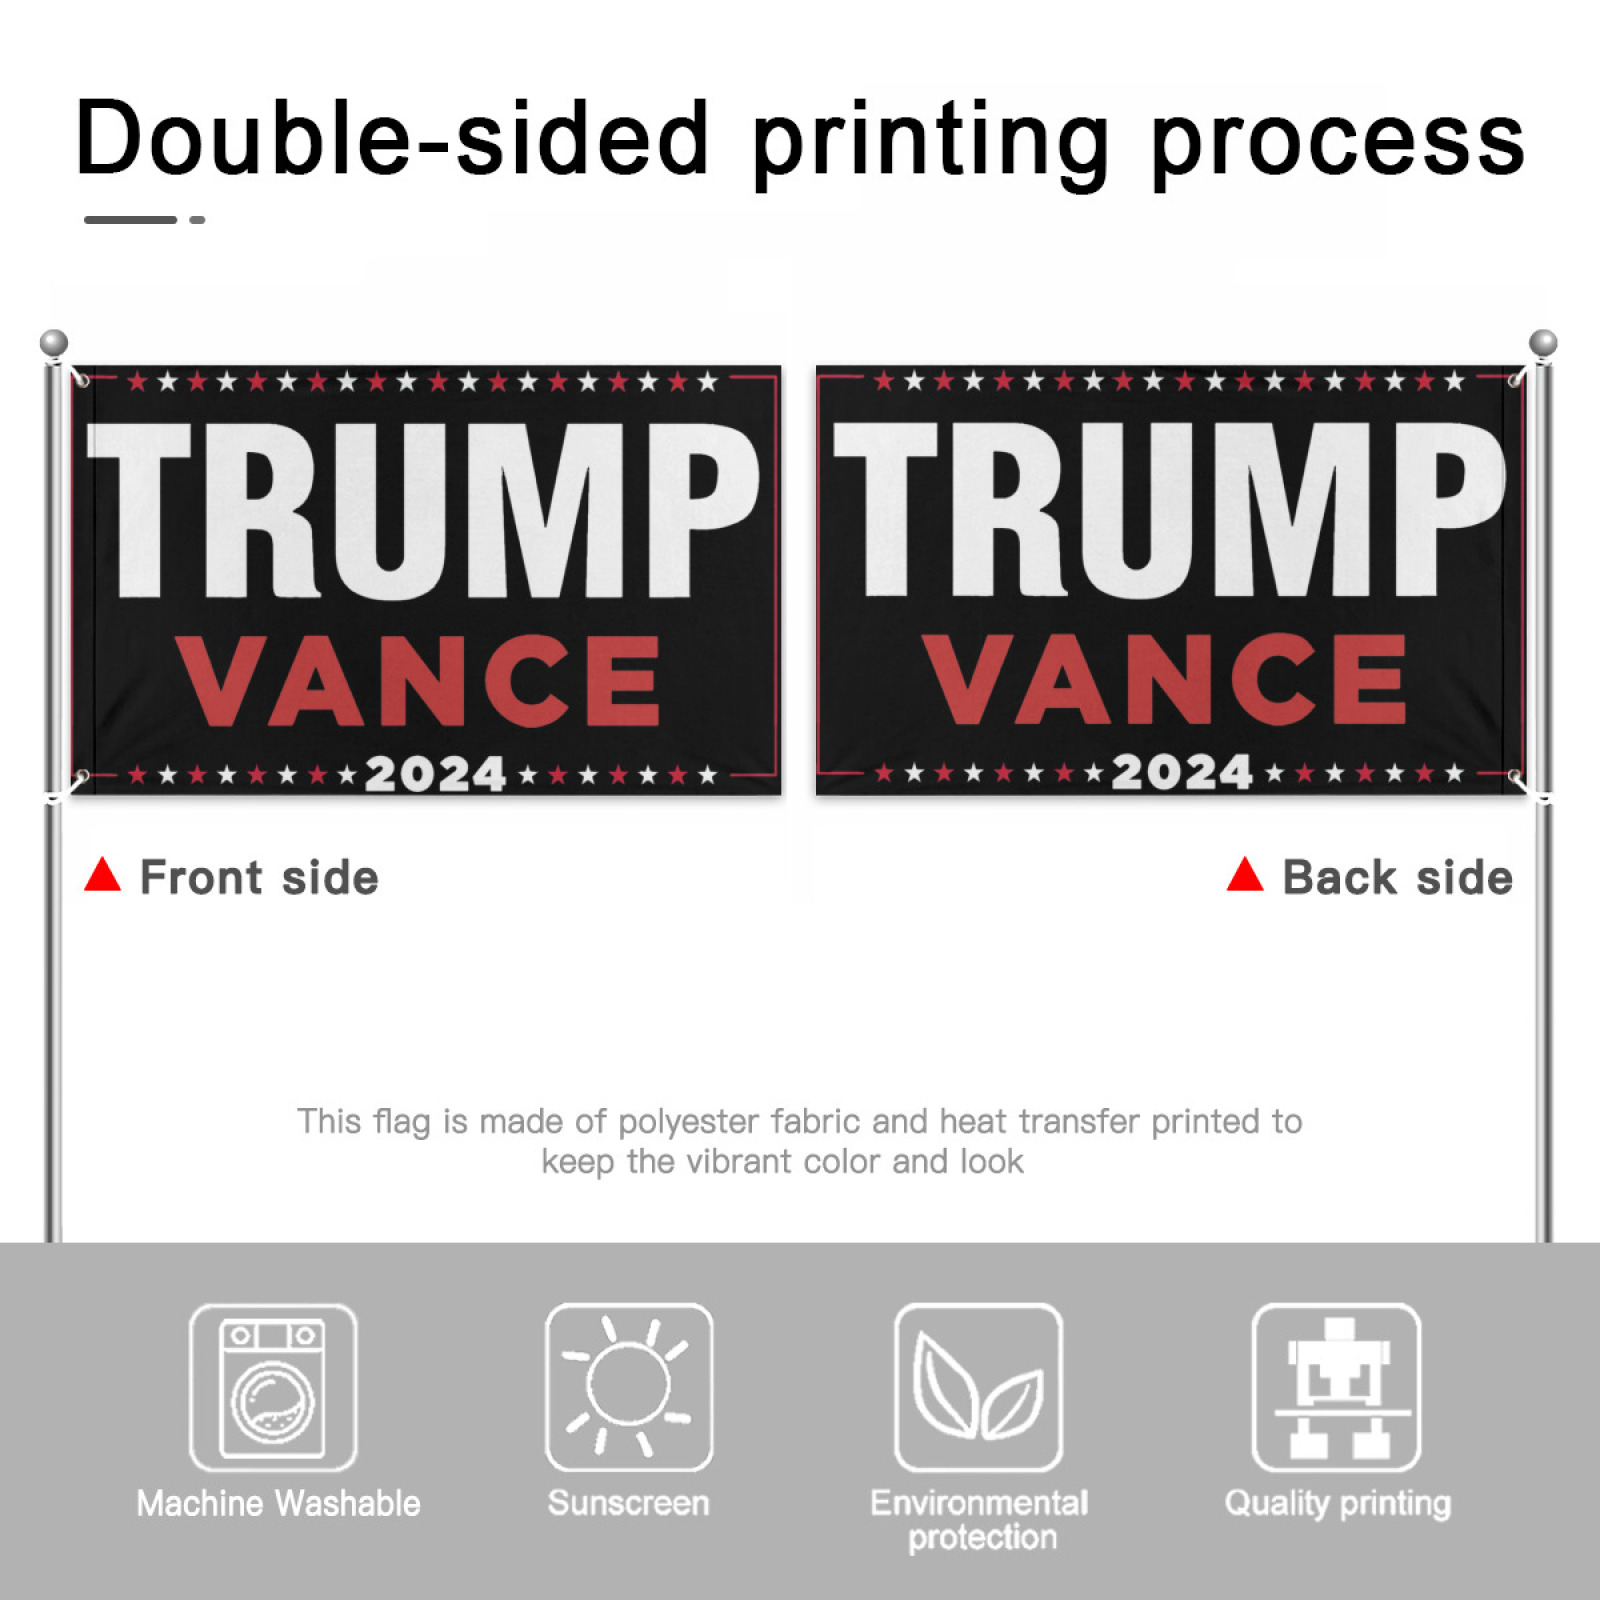 Double-sided printing process
TRUMP
VANCE
2024
TRUMP
VANCE
2024
Front side
Back side
This flag is made of polyester fabric and heat transfer printed to
keep the vibrant color and look
Machine Washable
Sunscreen
Environmental
protection
Quality printing